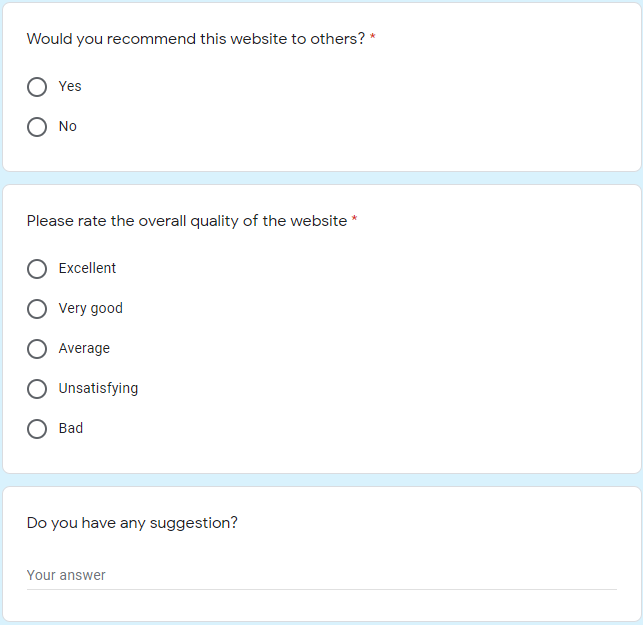 Would you recommend this website to others? *
Yes
No
Please rate the overall quality of the website *
Excellent
Very good
Average
Unsatisfying
Bad
Do you have any suggestion?
Your answer